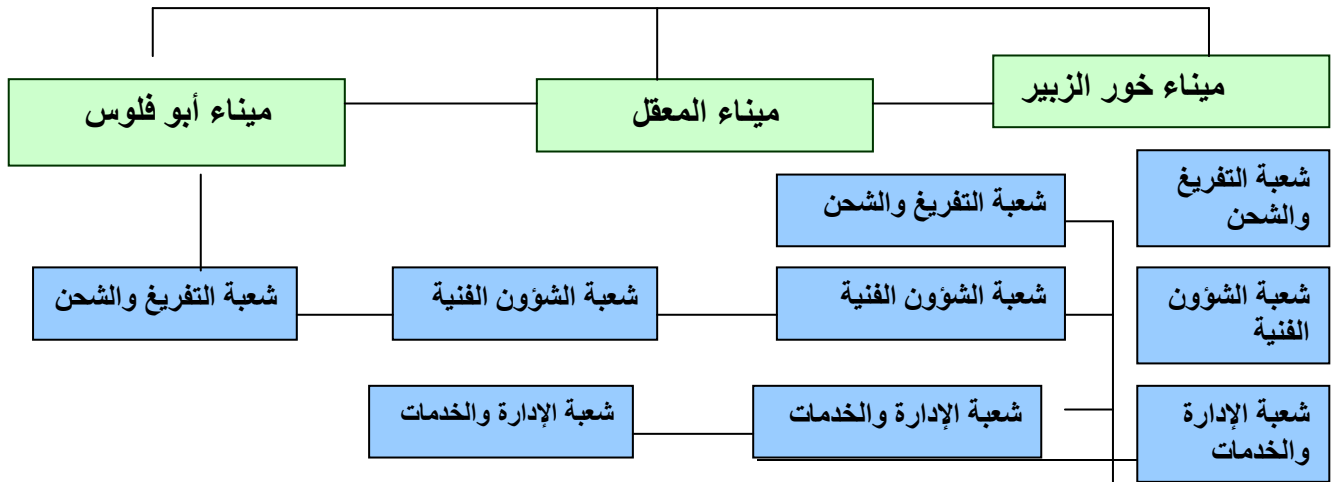 ميناء خور الزبير
ميناء المعقل
ميناء أبو فلوس
شعبة التفريغ
والشحن
شعبة التفريغ والشحن
شعبة الشؤون
الفنية
شعبة الشؤون الفنية
شعبة الشؤون الفنية
شعبة التفريغ والشحن
شعبة الإدارة
والخدمات
شعبة الإدارة والخدمات
شعبة الإدارة والخدمات